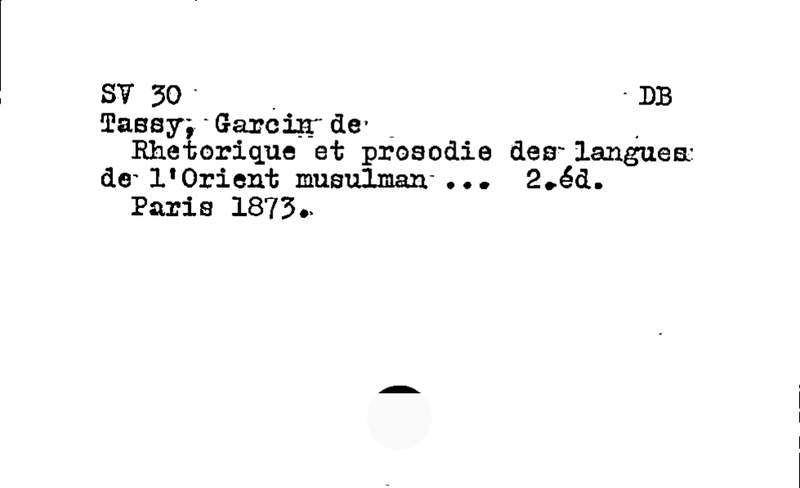 SV 30 DB
Tassy, Garcin de
Rhetorique et prosodie des langues
de l'Orient musulman ... 2.éd.
Paris 1873.